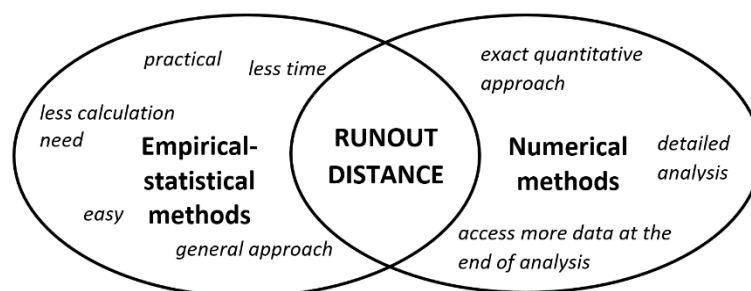 practical
less time
less calculation
need
Empirical-
statistical
methods
easy
general approach
RUNOUT
DISTANCE
exact quantitative
approach
Numerical
methods
detailed
analysis
access more data at the
end of analysis